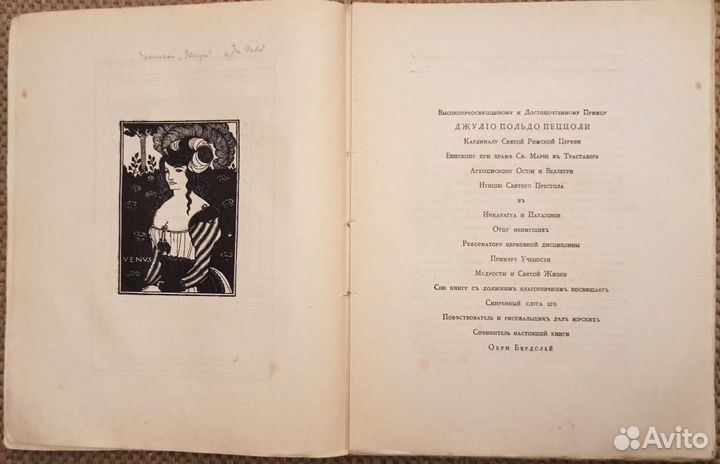 VENUS
Высокопреосвященному и Достопочтенному Принцу
ДЖУЛІО ПОЛЬДО ПЕЦЦОЛИ
Кардиналу Святой Римской Церкви
Епископу при храмѣ Св. Маріи въ Траставере
Архіепископу Остіи и Веллетри
Нунцію Святого Престола
въ
Никарагуа и Патагоніи
Отцу неимущихъ
Реформатору церковной дисциплины
Примѣру Учености
Мудрости и Святой Жизни
Сію книгу съ должнымъ благоговѣніемъ посвящаетъ
Смиренный слуга его
Повѣствователь и рисовальщикъ дѣлъ мірскихъ
Сочинитель настоящей книги
Обри Бердслей
Avito